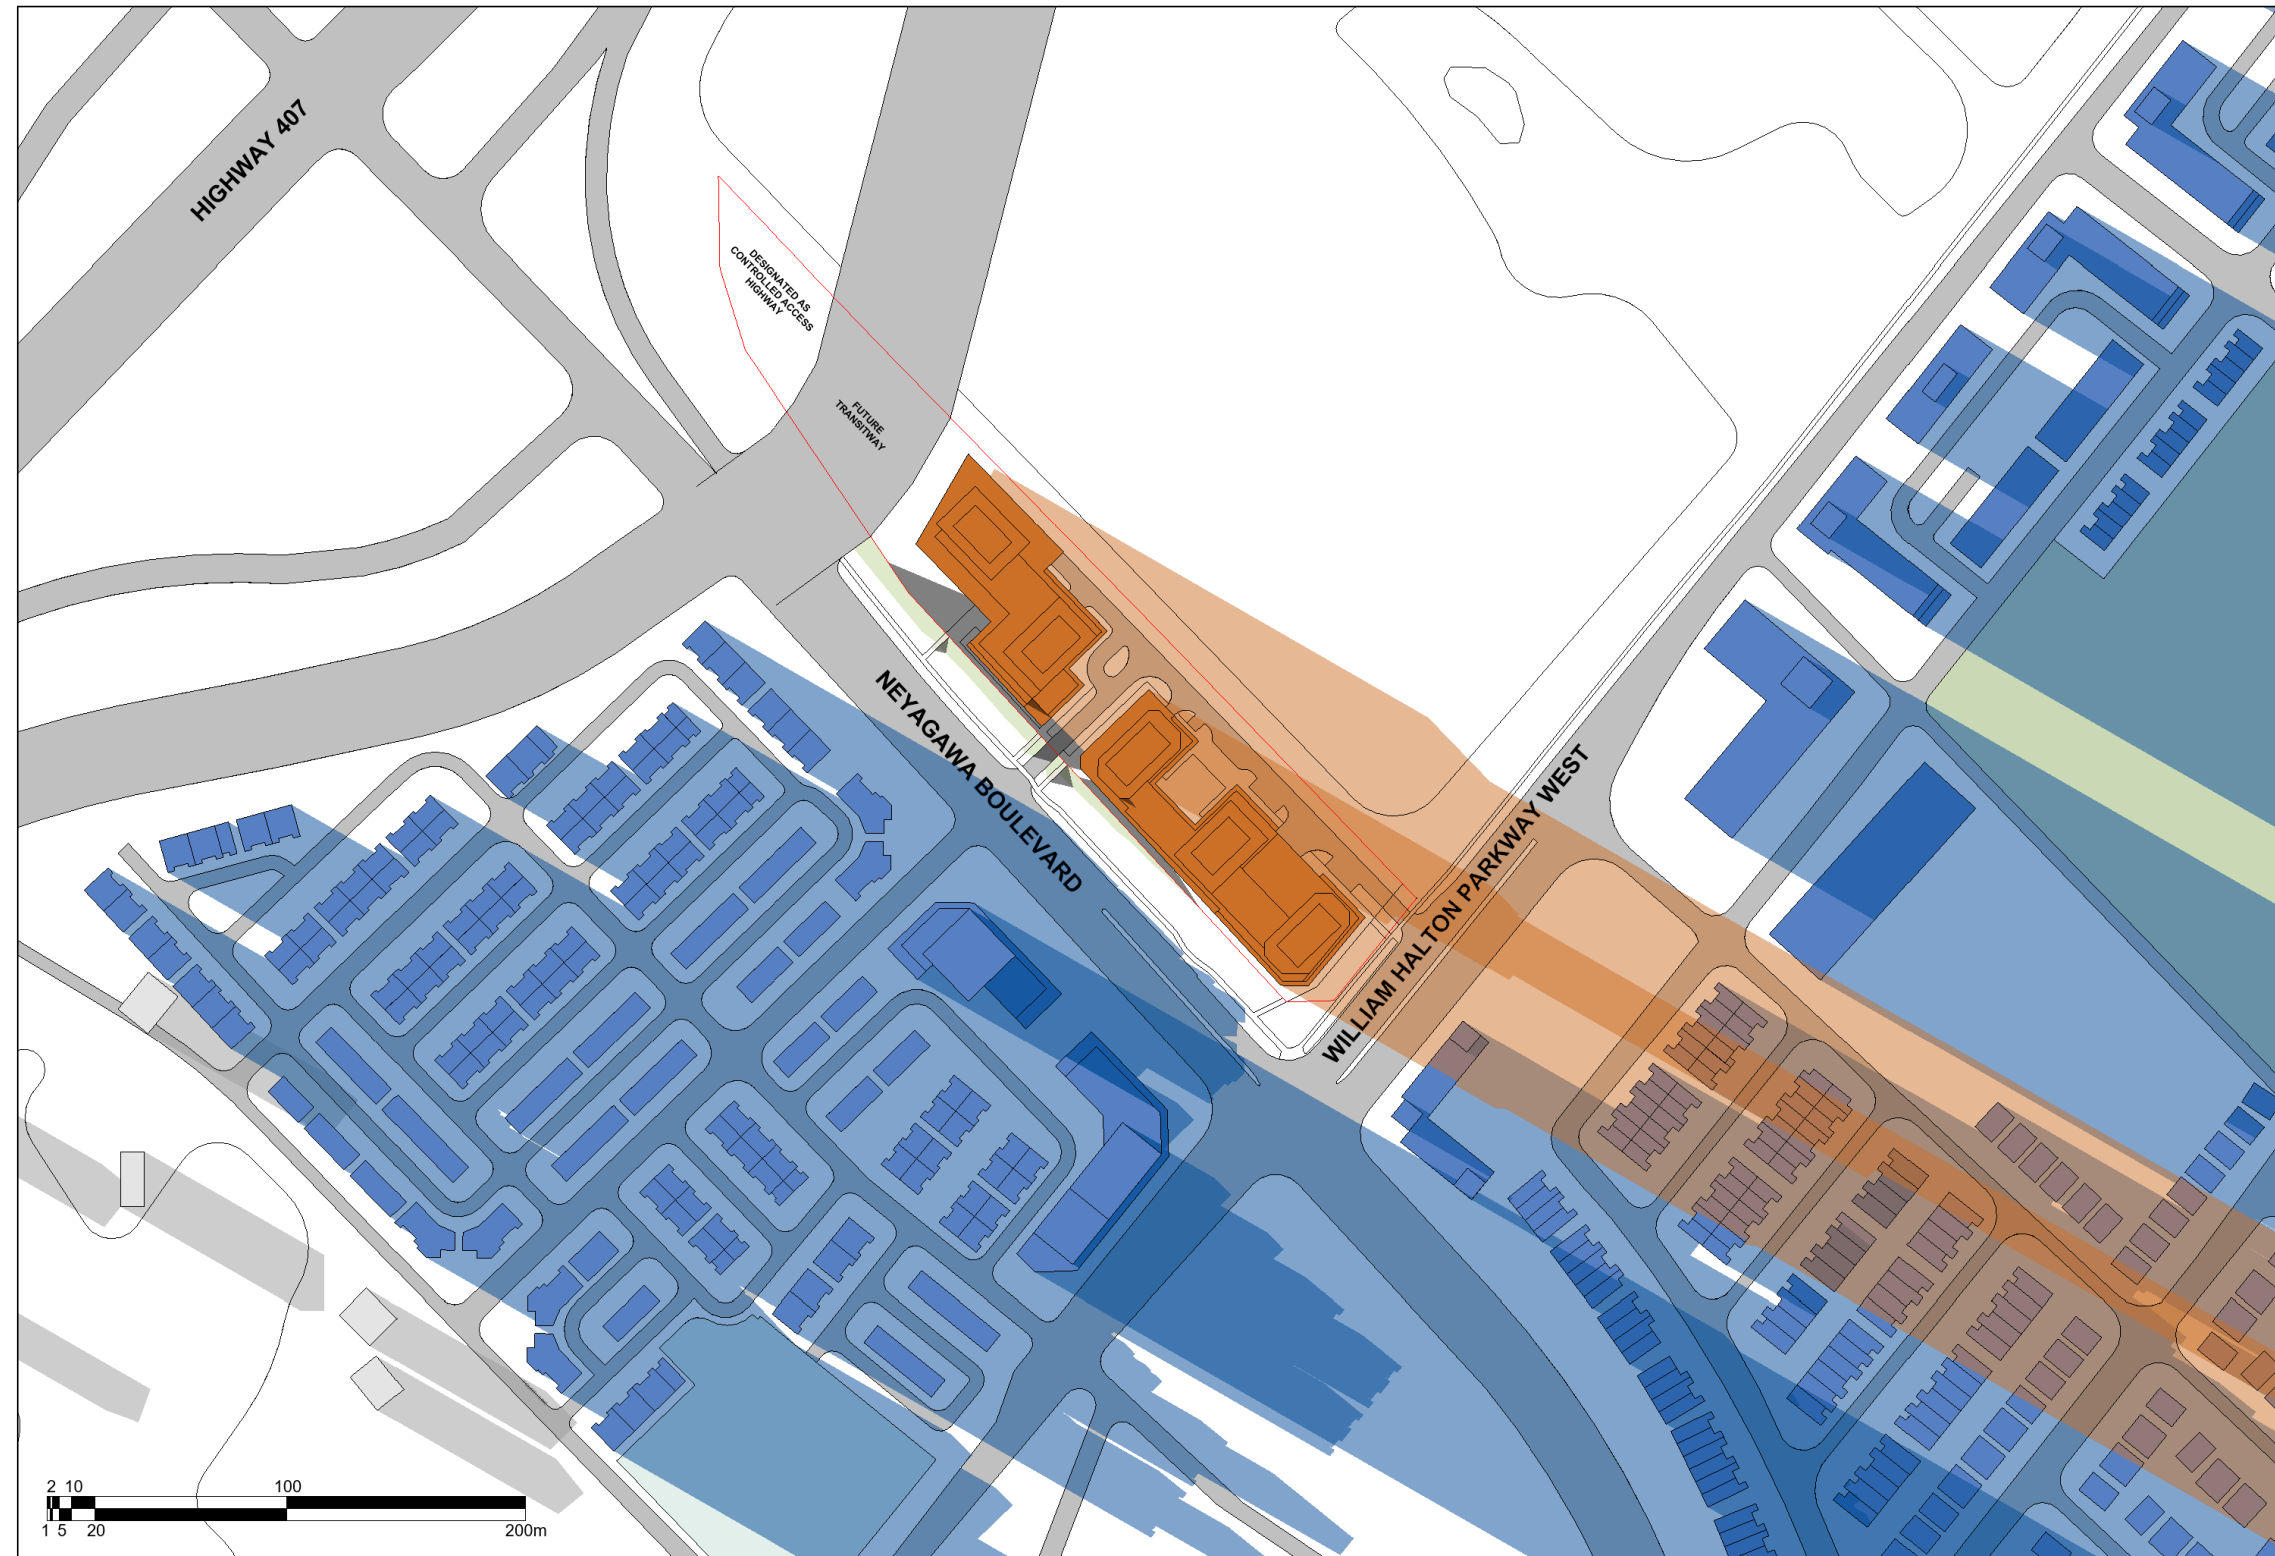 HIGHWAY 407
DESIGNATED AS
CONTROLLED ACCESS
HIGHWAY
FUTURE
TRANSITWAY
NEYAGAWA BOULEVARD
WILLIAM HALTON PARKWAY WEST
2 10 100
1 5 20 200m